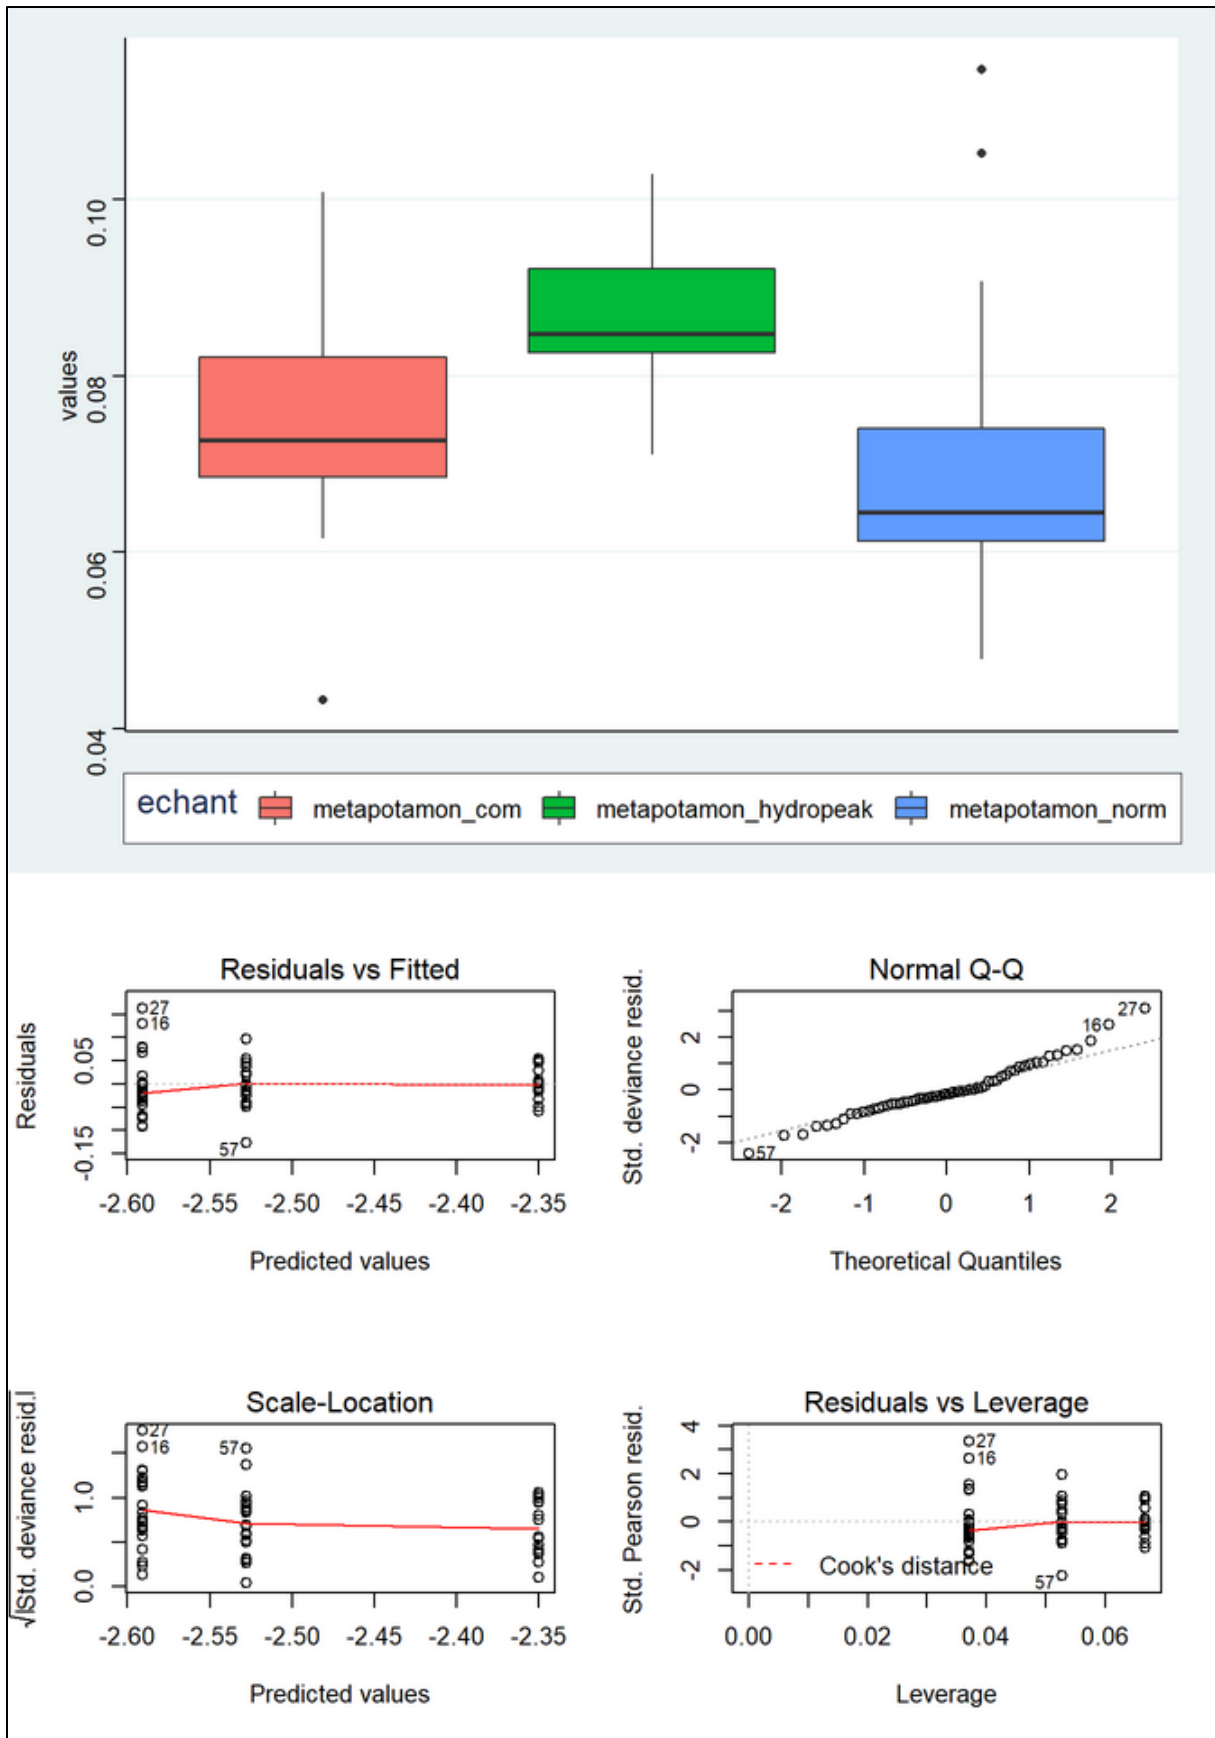 0.10
0.08
0.06
0.04
values
echant metapotamon_com metapotamon_hydropeak metapotamon_norm
Residuals vs Fitted
27
16
57
0.05
-0.15
Residuals
-2.60 -2.55 -2.50 -2.45 -2.40 -2.35
Predicted values
Normal Q-Q
27
16
57
2
0
-2
Std. deviance resid.
-2 -1 0 1 2
Theoretical Quantiles
Scale-Location
27
16
57
1.0
0.0
√|Std. deviance resid.|
-2.60 -2.55 -2.50 -2.45 -2.40 -2.35
Predicted values
Residuals vs Leverage
27
16
57
Cook's distance
4
2
0
-2
Std. Pearson resid.
0.00 0.02 0.04 0.06
Leverage